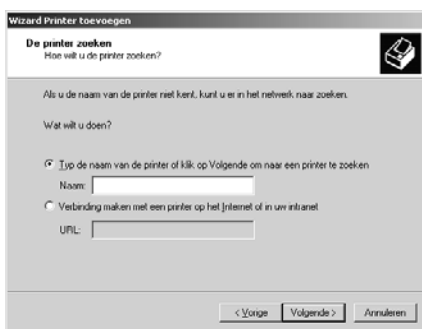 Wizard Printer toevoegen
De printer zoeken
Hoe wilt u de printer zoeken?
Als u de naam van de printer niet kent, kunt u er in het netwerk naar zoeken.
Wat wilt u doen?
Typ de naam van de printer of klik op Volgende om naar een printer te zoeken
Naam:
Verbinding maken met een printer op het Internet of in uw intranet
URL:
< Vorige
Volgende >
Annuleren